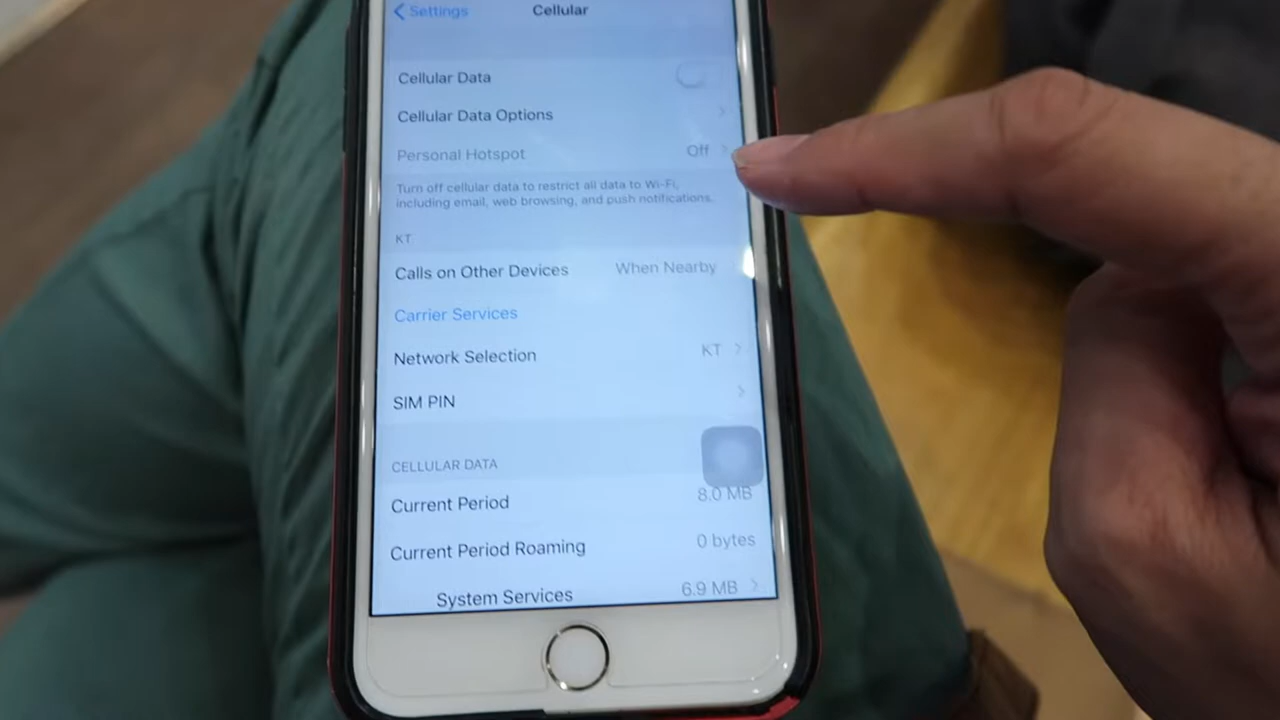 Settings
Cellular
Cellular Data
Cellular Data Options
Personal Hotspot Off
Turn off cellular data to restrict all data to Wi-Fi,
including email, web browsing, and push notifications.
KT
Calls on Other Devices When Nearby
Carrier Services
Network Selection KT
SIM PIN
CELLULAR DATA
Current Period 8.0 MB
Current Period Roaming 0 bytes
System Services 6.9 MB